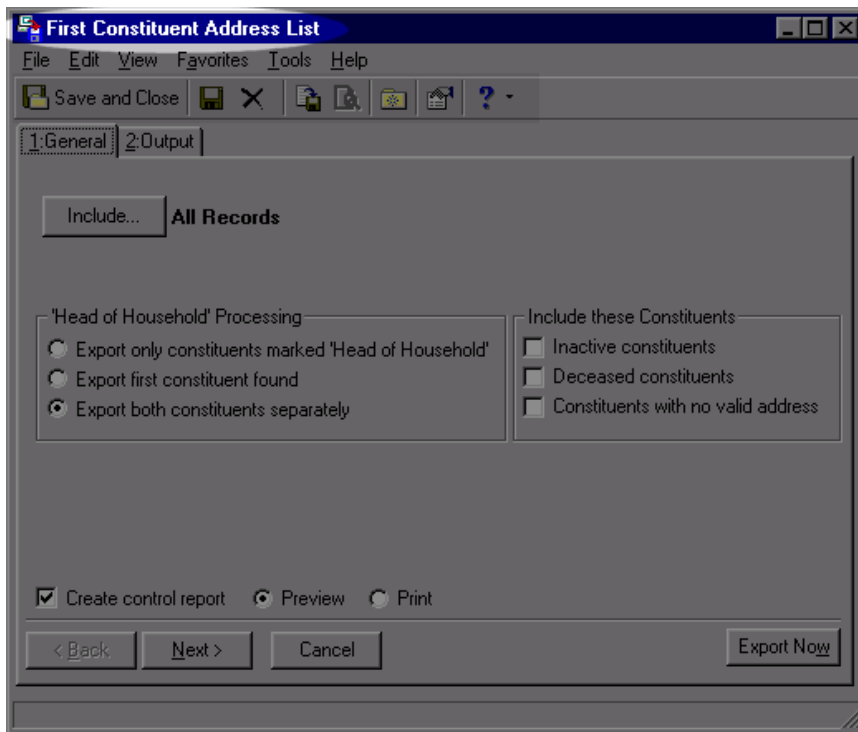 First Constituent Address List
File Edit View Favorites Tools Help
Save and Close ?
1:General 2:Output
Include... All Records
'Head of Household' Processing
Export only constituents marked 'Head of Household'
Export first constituent found
Export both constituents separately
Include these Constituents
Inactive constituents
Deceased constituents
Constituents with no valid address
Create control report Preview Print
< Back Next > Cancel Export Now